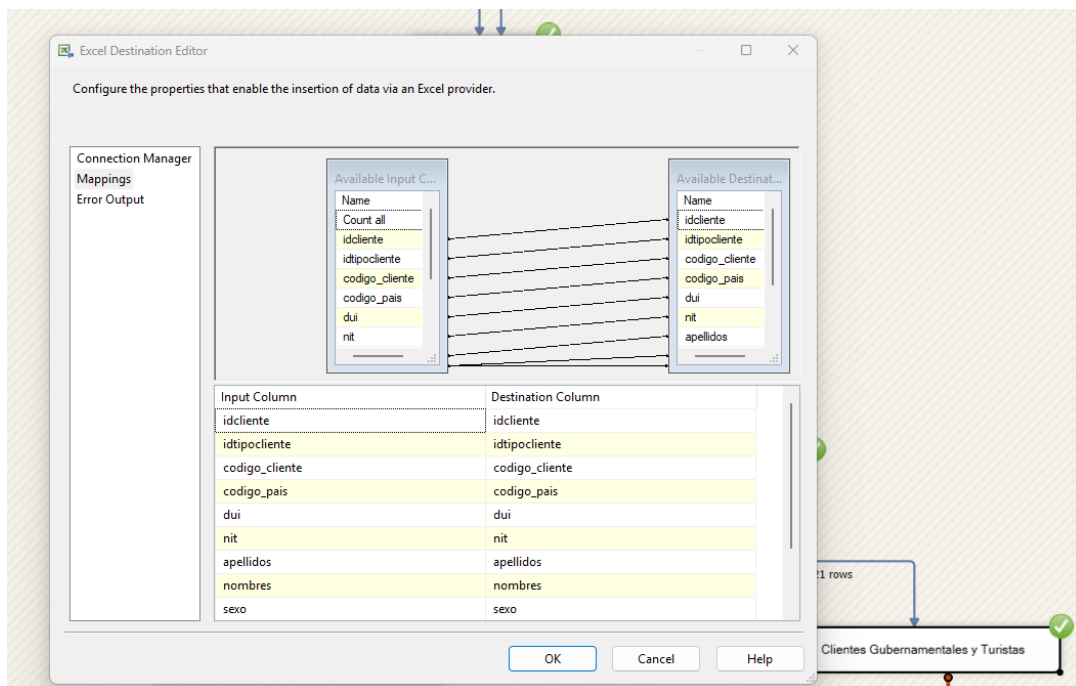 Excel Destination Editor
Configure the properties that enable the insertion of data via an Excel provider.
Connection Manager
Mappings
Error Output
Available Input C...
Name
Count all
idcliente
idtipocliente
codigo_cliente
codigo_pais
dui
nit
Available Destinat...
Name
idcliente
idtipocliente
codigo_cliente
codigo_pais
dui
nit
apellidos
Input Column Destination Column
idcliente idcliente
idtipocliente idtipocliente
codigo_cliente codigo_cliente
codigo_pais codigo_pais
dui dui
nit nit
apellidos apellidos
nombres nombres
sexo sexo
21 rows
Clientes Gubernamentales y Turistas
OK Cancel Help